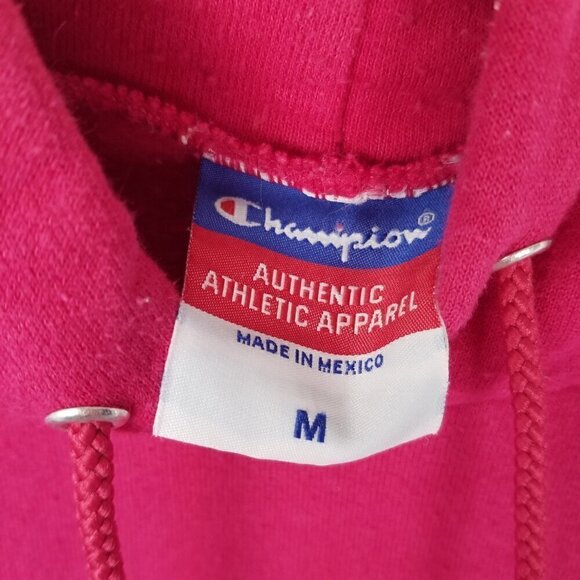 Champion®
AUTHENTIC
ATHLETIC APPAREL
MADE IN MEXICO
M